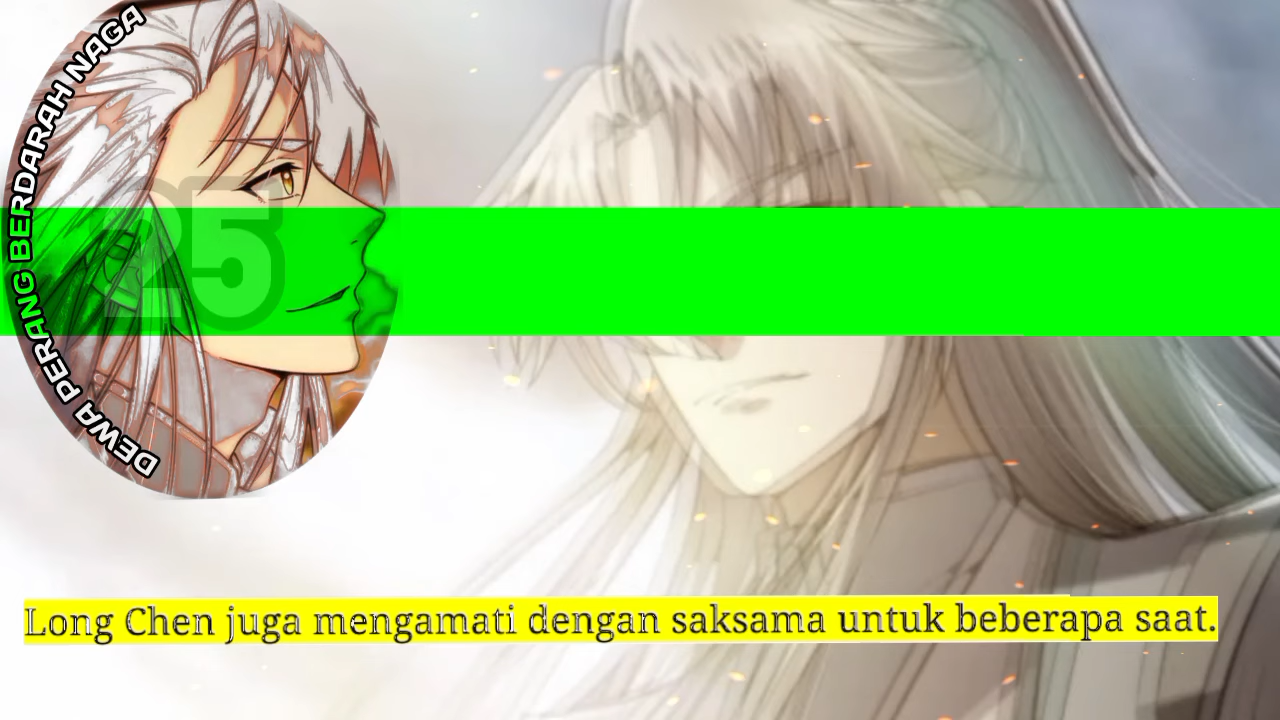 DEWA PERANG BERDARAH NAGA
25
Long Chen juga mengamati dengan saksama untuk beberapa saat.